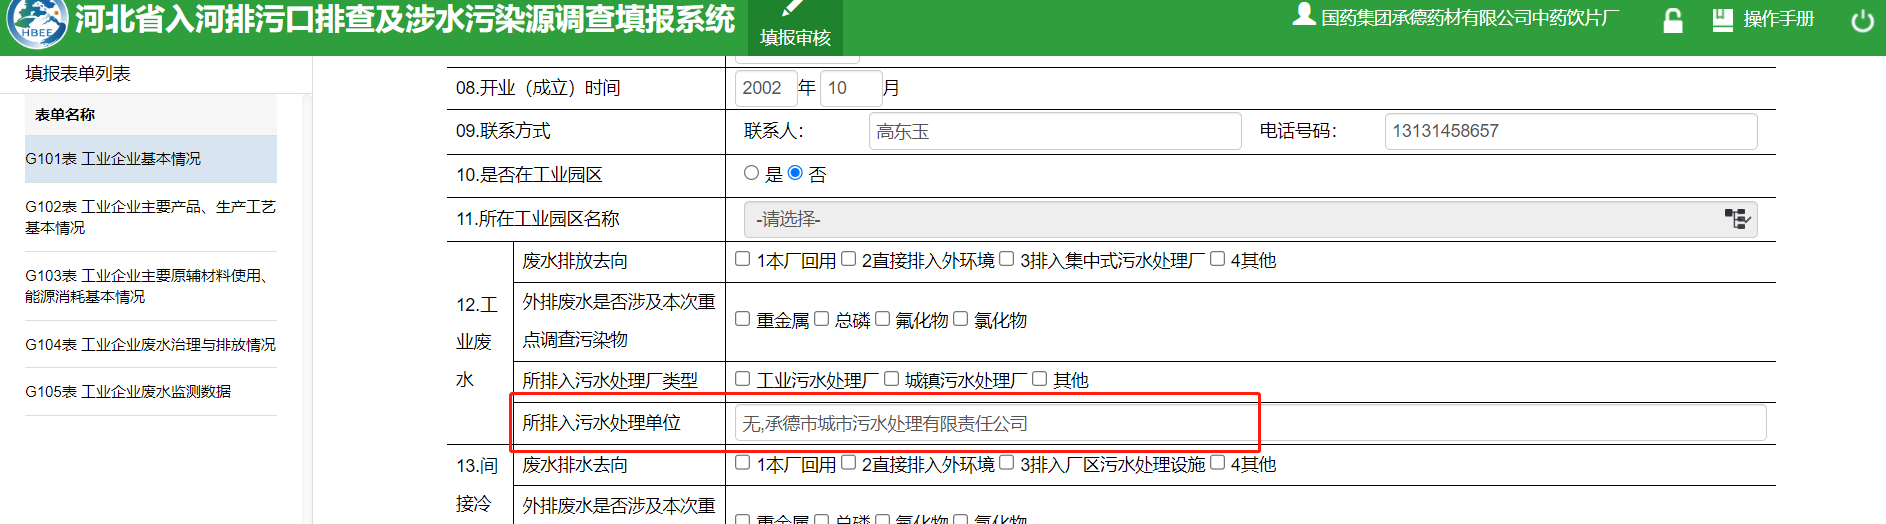 HBEE
河北省入河排污口排查及涉水污染源调查填报系统
填报审核
国药集团承德药材有限公司中药饮片厂
操作手册
填报表单列表
表单名称
G101表 工业企业基本情况
G102表 工业企业主要产品、生产工艺
基本情况
G103表 工业企业主要原辅材料使用、
能源消耗基本情况
G104表 工业企业废水治理与排放情况
G105表 工业企业废水监测数据
08.开业（成立）时间 2002 年 10 月
09.联系方式 联系人： 高东玉 电话号码： 13131458657
10.是否在工业园区 是 否
11.所在工业园区名称 -请选择-
12.工
业废
水
废水排放去向 1本厂回用 2直接排入外环境 3排入集中式污水处理厂 4其他
外排废水是否涉及本次重
点调查污染物
重金属 总磷 氟化物 氯化物
所排入污水处理厂类型 工业污水处理厂 城镇污水处理厂 其他
所排入污水处理单位 无,承德市城市污水处理有限责任公司
13.间
接冷
废水排水去向 1本厂回用 2直接排入外环境 3排入厂区污水处理设施 4其他
外排废水是否涉及本次重
重金属 总磷 氟化物 氯化物